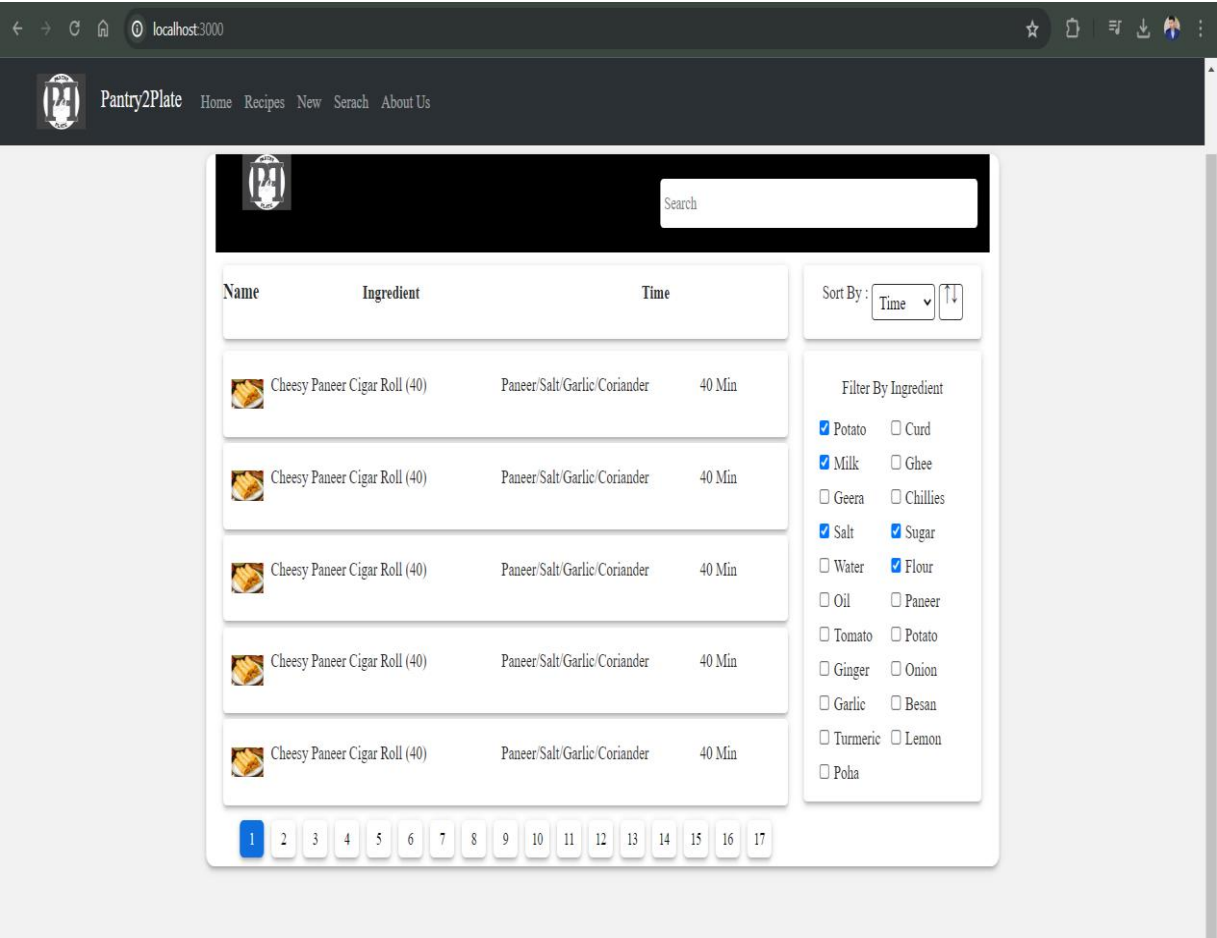 localhost:3000
Pantry2Plate Home Recipes New Serach About Us
Search
Name Ingredient Time
Sort By : Time
Cheesy Paneer Cigar Roll (40) Paneer/Salt/Garlic/Coriander 40 Min
Cheesy Paneer Cigar Roll (40) Paneer/Salt/Garlic/Coriander 40 Min
Cheesy Paneer Cigar Roll (40) Paneer/Salt/Garlic/Coriander 40 Min
Cheesy Paneer Cigar Roll (40) Paneer/Salt/Garlic/Coriander 40 Min
Cheesy Paneer Cigar Roll (40) Paneer/Salt/Garlic/Coriander 40 Min
Filter By Ingredient
Potato Curd
Milk Ghee
Geera Chillies
Salt Sugar
Water Flour
Oil Paneer
Tomato Potato
Ginger Onion
Garlic Besan
Turmeric Lemon
Poha
1 2 3 4 5 6 7 8 9 10 11 12 13 14 15 16 17